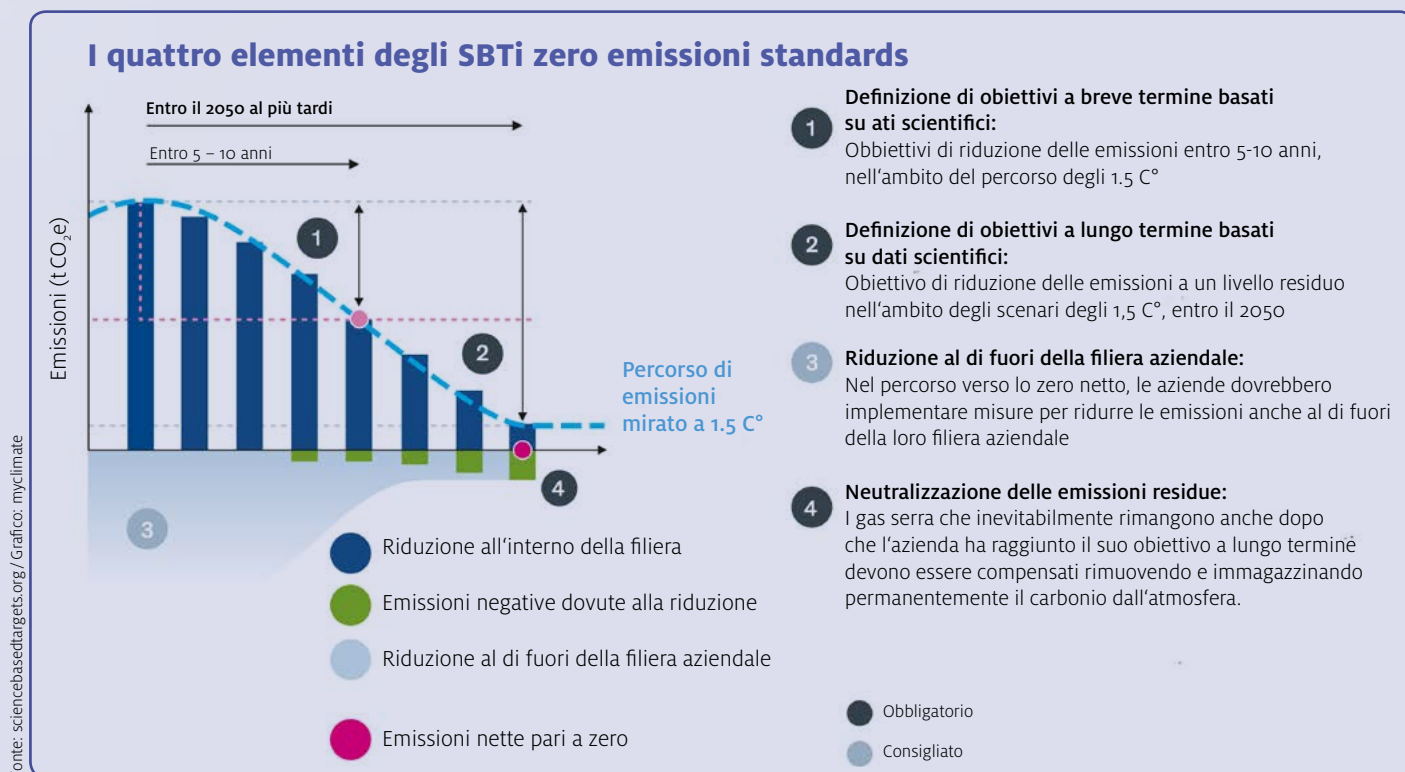 I quattro elementi degli SBTi zero emissioni standards
Entro il 2050 al più tardi
Entro 5 – 10 anni
Emissioni (t CO₂e)
1
2
3
4
Percorso di
emissioni
mirato a 1.5 C°
Riduzione all'interno della filiera
Emissioni negative dovute alla riduzione
Riduzione al di fuori della filiera aziendale
Emissioni nette pari a zero
1
Definizione di obiettivi a breve termine basati
su ati scientifici:
Obbiettivi di riduzione delle emissioni entro 5-10 anni,
nell'ambito del percorso degli 1.5 C°
2
Definizione di obiettivi a lungo termine basati
su dati scientifici:
Obiettivo di riduzione delle emissioni a un livello residuo
nell'ambito degli scenari degli 1,5 C°, entro il 2050
3
Riduzione al di fuori della filiera aziendale:
Nel percorso verso lo zero netto, le aziende dovrebbero
implementare misure per ridurre le emissioni anche al di fuori
della loro filiera aziendale
4
Neutralizzazione delle emissioni residue:
I gas serra che inevitabilmente rimangono anche dopo
che l'azienda ha raggiunto il suo obiettivo a lungo termine
devono essere compensati rimuovendo e immagazzinando
permanentemente il carbonio dall'atmosfera.
Obbligatorio
Consigliato
onte: sciencebasedtargets.org / Grafico: myclimate